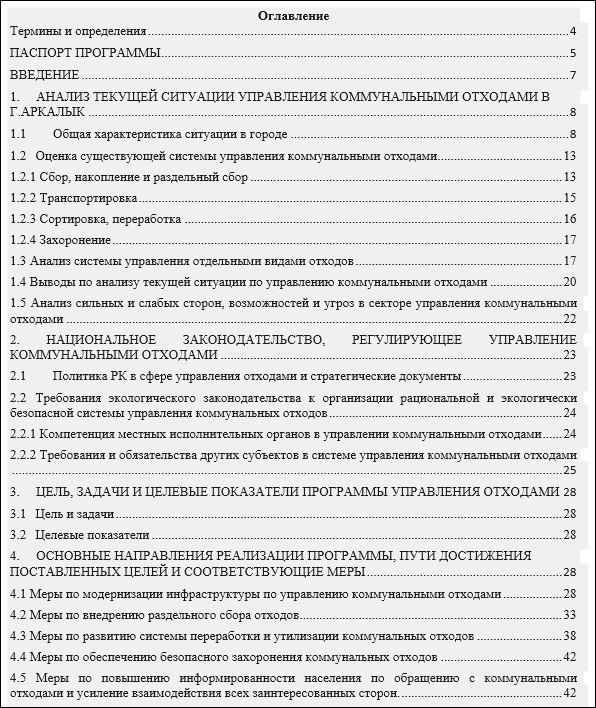 Оглавление
Термины и определения 4
ПАСПОРТ ПРОГРАММЫ 5
ВВЕДЕНИЕ 7
1. АНАЛИЗ ТЕКУЩЕЙ СИТУАЦИИ УПРАВЛЕНИЯ КОММУНАЛЬНЫМИ ОТХОДАМИ В
Г.АРКАЛЫК 8
1.1 Общая характеристика ситуации в городе 8
1.2 Оценка существующей системы управления коммунальными отходами 13
1.2.1 Сбор, накопление и раздельный сбор 13
1.2.2 Транспортировка 15
1.2.3 Сортировка, переработка 16
1.2.4 Захоронение 17
1.3 Анализ системы управления отдельными видами отходов 17
1.4 Выводы по анализу текущей ситуации по управлению коммунальными отходами 20
1.5 Анализ сильных и слабых сторон, возможностей и угроз в секторе управления коммунальными
отходами 22
2. НАЦИОНАЛЬНОЕ ЗАКОНОДАТЕЛЬСТВО, РЕГУЛИРУЮЩЕЕ УПРАВЛЕНИЕ
КОММУНАЛЬНЫМИ ОТХОДАМИ 23
2.1 Политика РК в сфере управления отходами и стратегические документы 23
2.2 Требования экологического законодательства к организации рациональной и экологически
безопасной системы управления коммунальных отходов 24
2.2.1 Компетенция местных исполнительных органов в управлении коммунальными отходами 24
2.2.2 Требования и обязательства других субъектов в системе управления коммунальными отходами
25
3. ЦЕЛЬ, ЗАДАЧИ И ЦЕЛЕВЫЕ ПОКАЗАТЕЛИ ПРОГРАММЫ УПРАВЛЕНИЯ ОТХОДАМИ 28
3.1 Цель и задачи 28
3.2 Целевые показатели 28
4. ОСНОВНЫЕ НАПРАВЛЕНИЯ РЕАЛИЗАЦИИ ПРОГРАММЫ, ПУТИ ДОСТИЖЕНИЯ
ПОСТАВЛЕННЫХ ЦЕЛЕЙ И СООТВЕТСТВУЮЩИЕ МЕРЫ 28
4.1 Меры по модернизации инфраструктуры по управлению коммунальными отходами 28
4.2 Меры по внедрению раздельного сбора отходов 33
4.3 Меры по развитию системы переработки и утилизации коммунальных отходов 38
4.4 Меры по обеспечению безопасного захоронения коммунальных отходов 42
4.5 Меры по повышению информированности населения по обращению с коммунальными
отходами и усиление взаимодействия всех заинтересованных сторон. 42